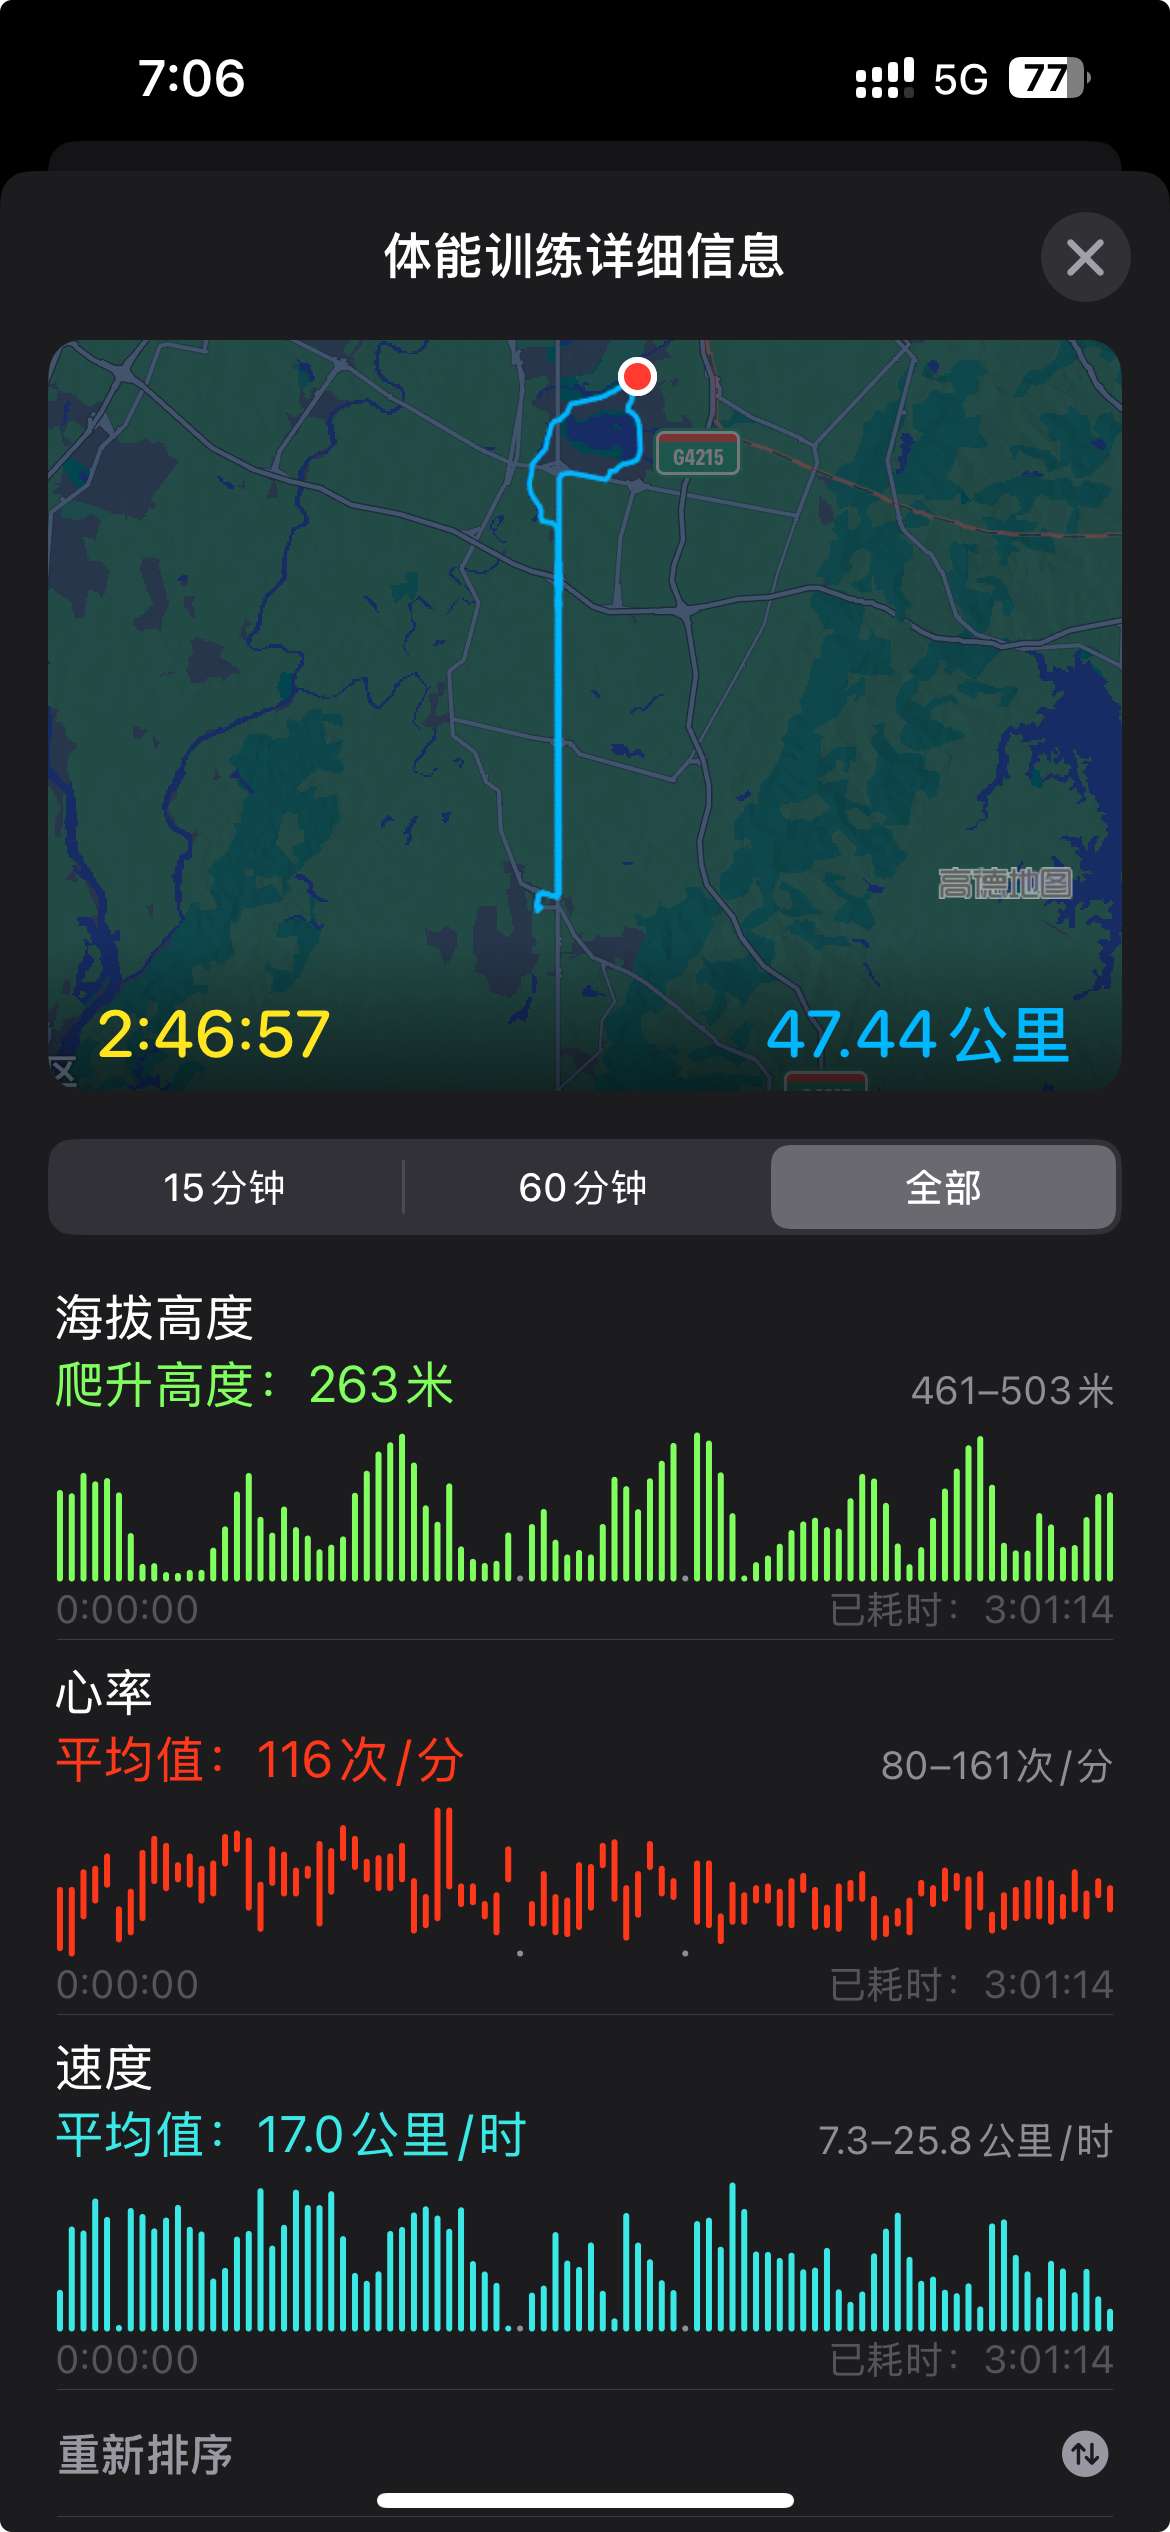 7:06
5G 77
体能训练详细信息
G4215
高德地图
区
2:46:57
47.44公里
15分钟
60分钟
全部
海拔高度
爬升高度：263米
461–503米
0:00:00
已耗时：3:01:14
心率
平均值：116次/分
80–161次/分
0:00:00
已耗时：3:01:14
速度
平均值：17.0公里/时
7.3–25.8公里/时
0:00:00
已耗时：3:01:14
重新排序